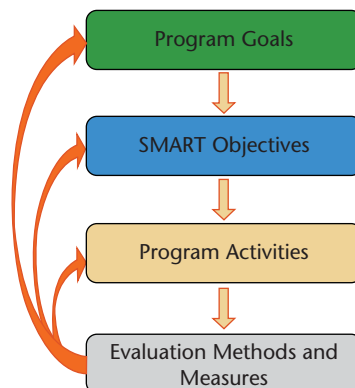 Program Goals
SMART Objectives
Program Activities
Evaluation Methods and
Measures